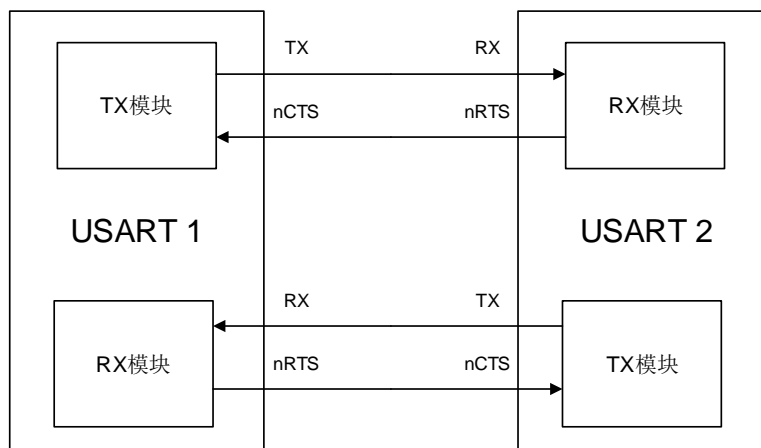 TX RX
TX模块 RX模块
nCTS nRTS
USART 1 USART 2
RX TX
RX模块 TX模块
nRTS nCTS